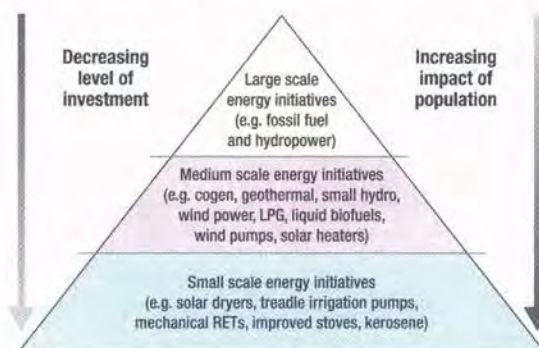 Decreasing
level of
investment
Increasing
impact of
population
Large scale
energy initiatives
(e.g. fossil fuel
and hydropower)
Medium scale energy initiatives
(e.g. cogen, geothermal, small hydro,
wind power, LPG, liquid biofuels,
wind pumps, solar heaters)
Small scale energy initiatives
(e.g. solar dryers, treadle irrigation pumps,
mechanical RETs, improved stoves, kerosene)